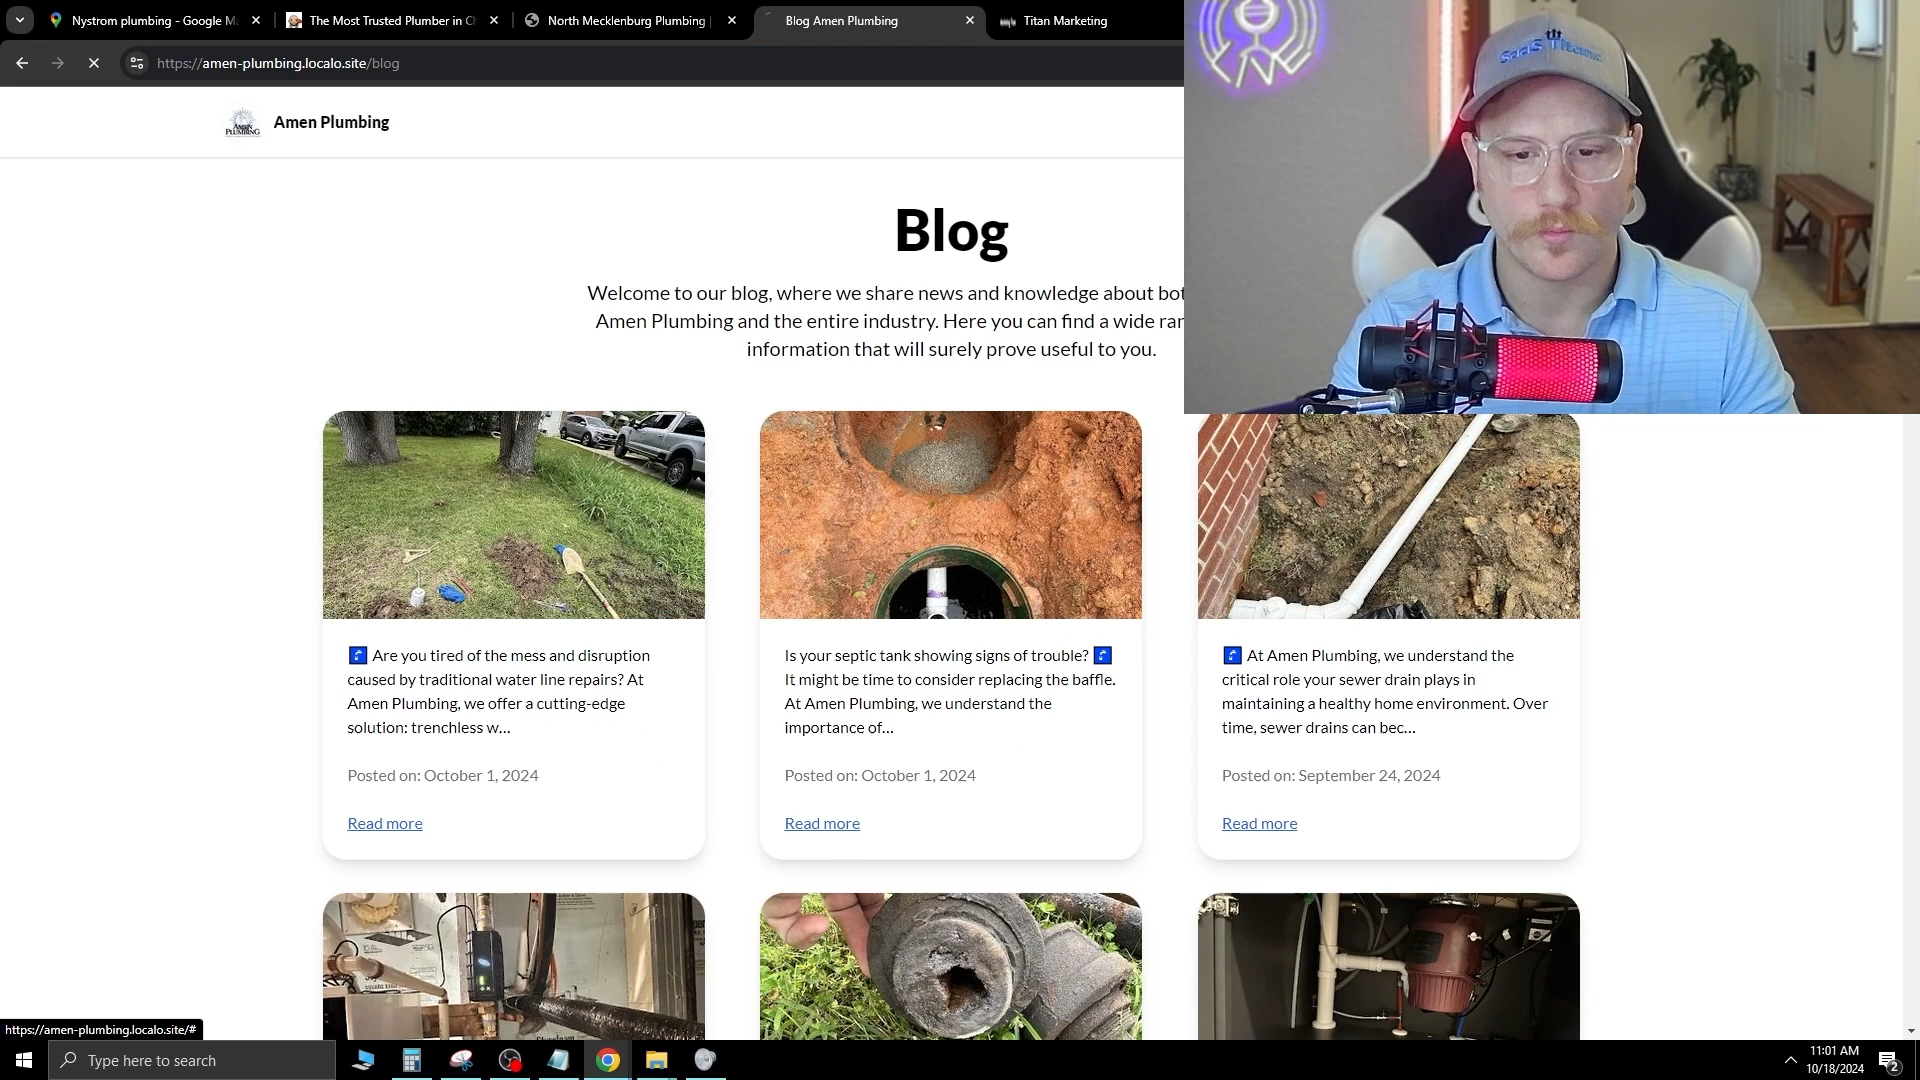 Nystrom plumbing - Google Ma
The Most Trusted Plumber in Ch
North Mecklenburg Plumbing |
Blog Amen Plumbing
Titan Marketing
https://amen-plumbing.localo.site/blog
SaaS Titans
AMEN
PLUMBING
Amen Plumbing
Blog
Welcome to our blog, where we share news and knowledge about bot
Amen Plumbing and the entire industry. Here you can find a wide ran
information that will surely prove useful to you.
Are you tired of the mess and disruption
caused by traditional water line repairs? At
Amen Plumbing, we offer a cutting-edge
solution: trenchless w...
Posted on: October 1, 2024
Read more
Is your septic tank showing signs of trouble?
It might be time to consider replacing the baffle.
At Amen Plumbing, we understand the
importance of...
Posted on: October 1, 2024
Read more
At Amen Plumbing, we understand the
critical role your sewer drain plays in
maintaining a healthy home environment. Over
time, sewer drains can bec...
Posted on: September 24, 2024
Read more
https://amen-plumbing.localo.site/#
Type here to search
11:01 AM
10/18/2024
2